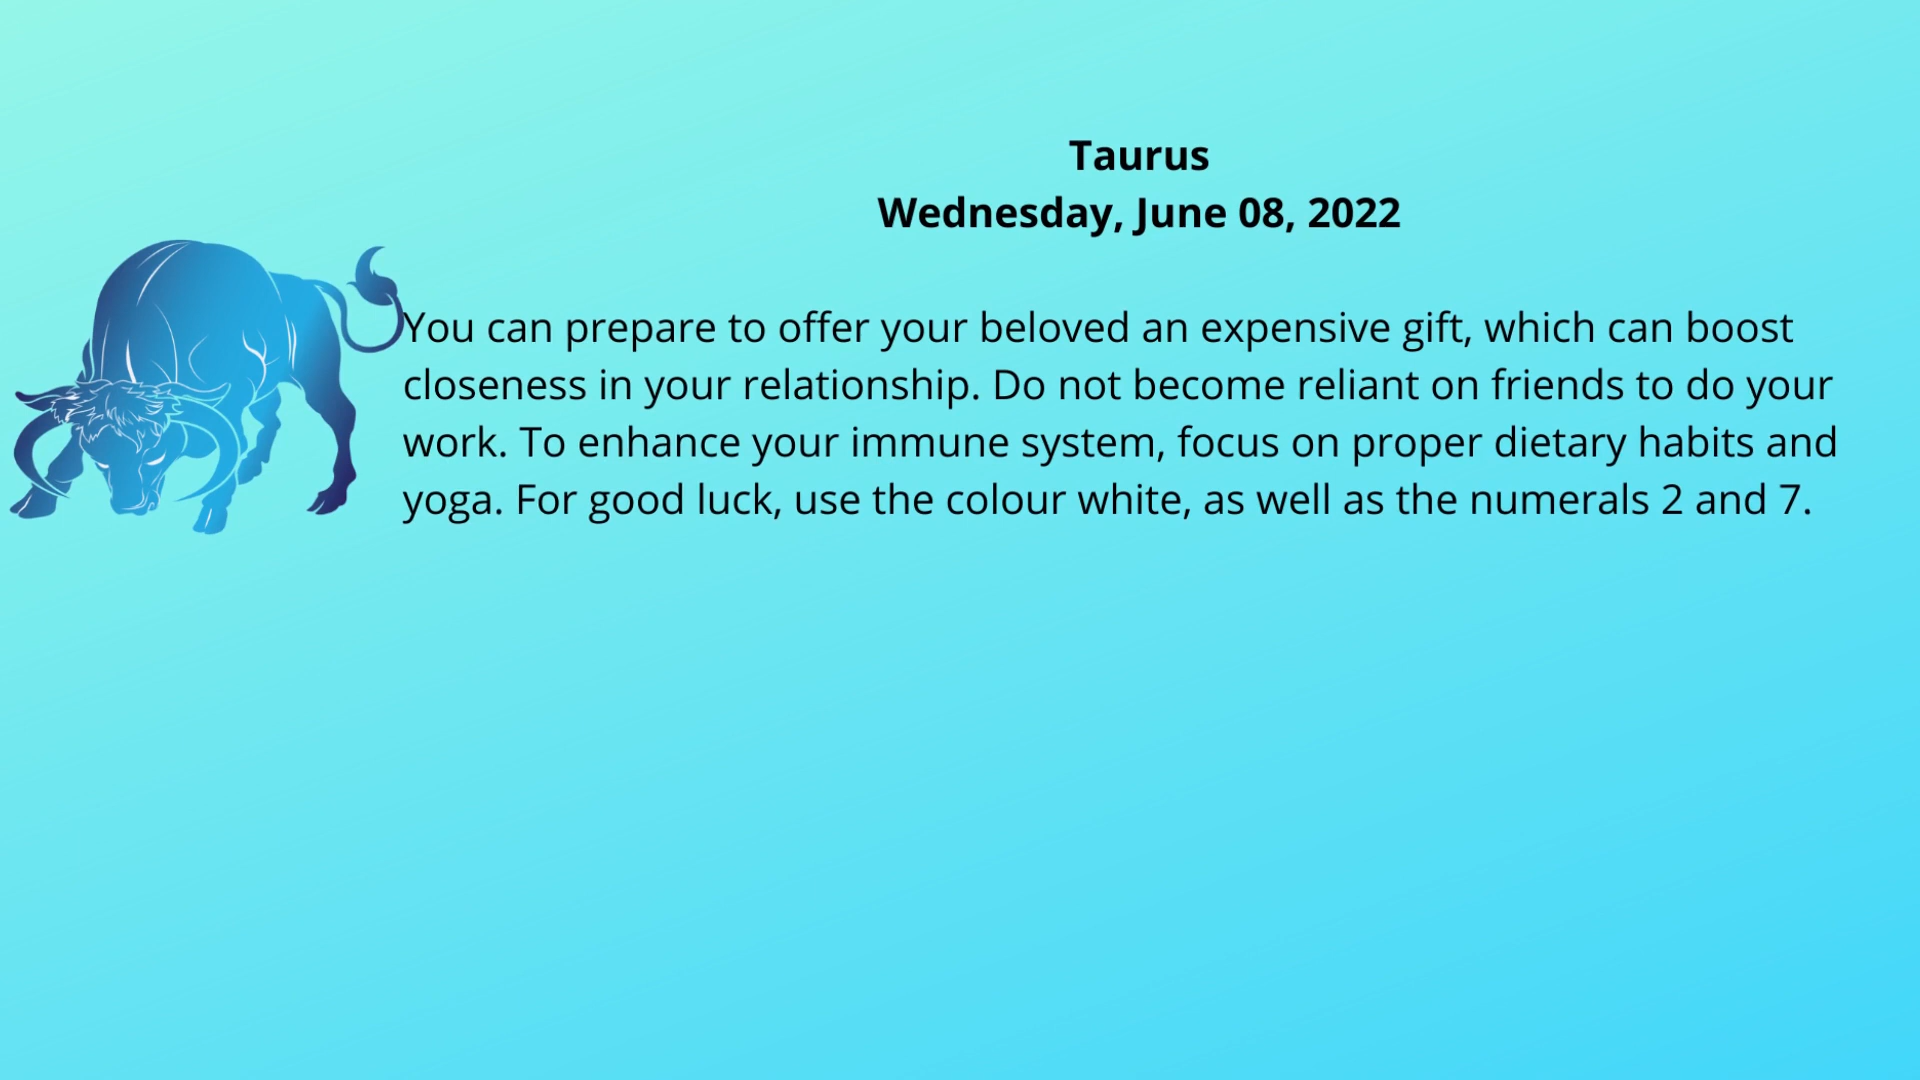 Taurus
Wednesday, June 08, 2022
You can prepare to offer your beloved an expensive gift, which can boost
closeness in your relationship. Do not become reliant on friends to do your
work. To enhance your immune system, focus on proper dietary habits and
yoga. For good luck, use the colour white, as well as the numerals 2 and 7.